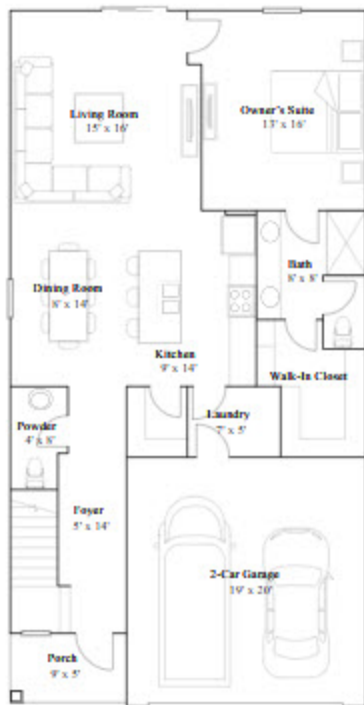 Living Room
15' x 16'
Owner's Suite
13' x 16'
Bath
8' x 8'
Dining Room
8' x 14'
Kitchen
9' x 14'
Walk-In Closet
Laundry
7' x 5'
Powder
4' x 8'
Foyer
5' x 14'
2-Car Garage
19' x 20'
Porch
9' x 5'